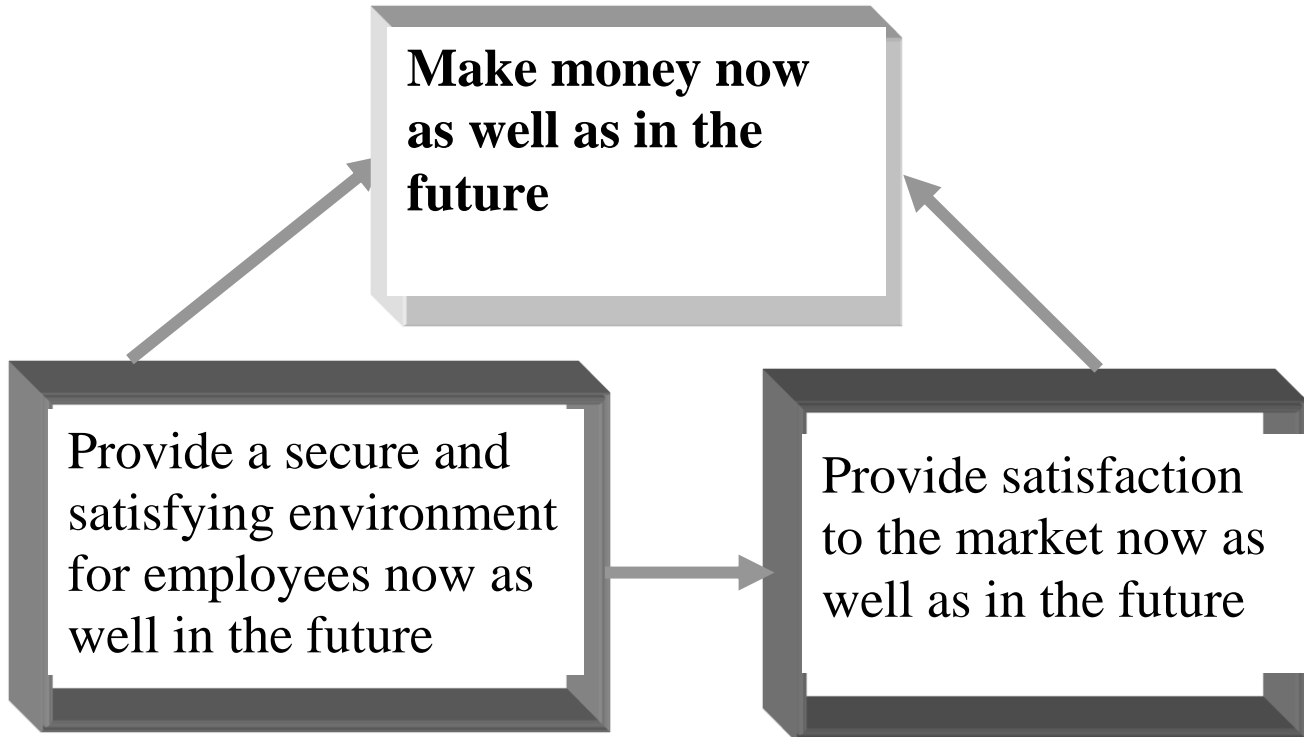 Make money now
as well as in the
future
Provide a secure and
satisfying environment
for employees now as
well in the future
Provide satisfaction
to the market now as
well as in the future